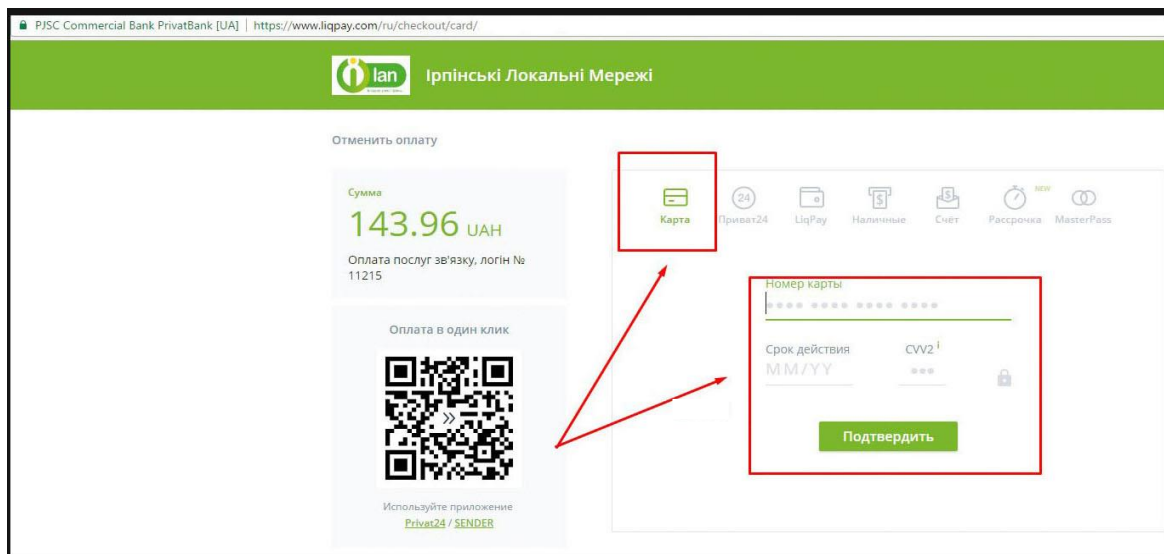 PJSC Commercial Bank PrivatBank [UA] | https://www.liqpay.com/ru/checkout/card/
ilan
Ірпінські Локальні Мережі
Отменить оплату
Сумма
143.96 UAH
Оплата послуг зв'язку, логін №
11215
Оплата в один клик
Используйте приложение
Privat24 / SENDER
24
NEW
Карта Приват24 LiqPay Наличные Счёт Рассрочка MasterPass
Номер карты
Срок действия CVV2 i
MM/YY
Подтвердить